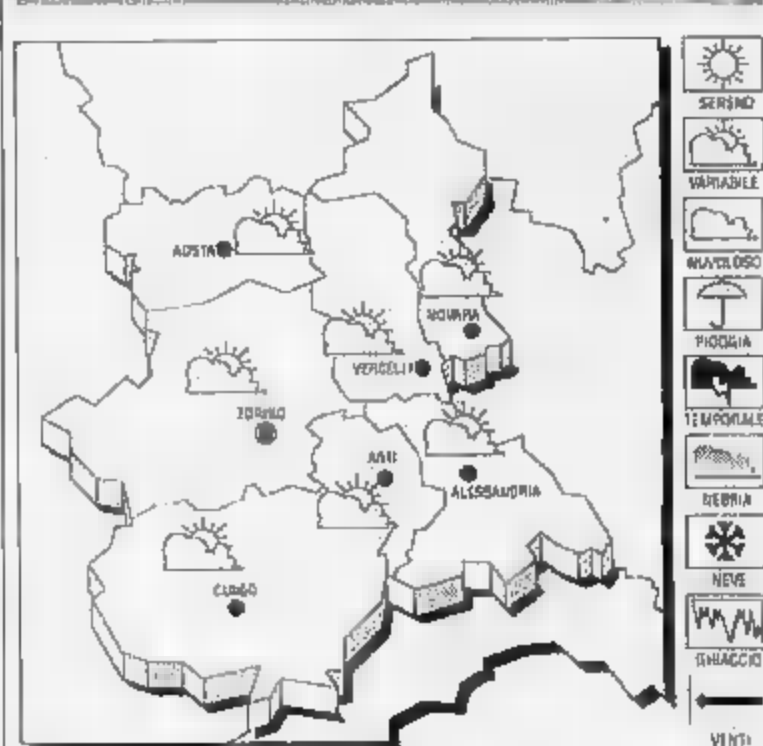 AOSTA
NOVARA
VERCELLI
TORINO
ASTI
ALESSANDRIA
CUNEO
SERENO
VARIABILE
NUVOLOSO
PIOGGIA
TEMPORALE
NEBBIA
NEVE
GHIACCIO
VENTI